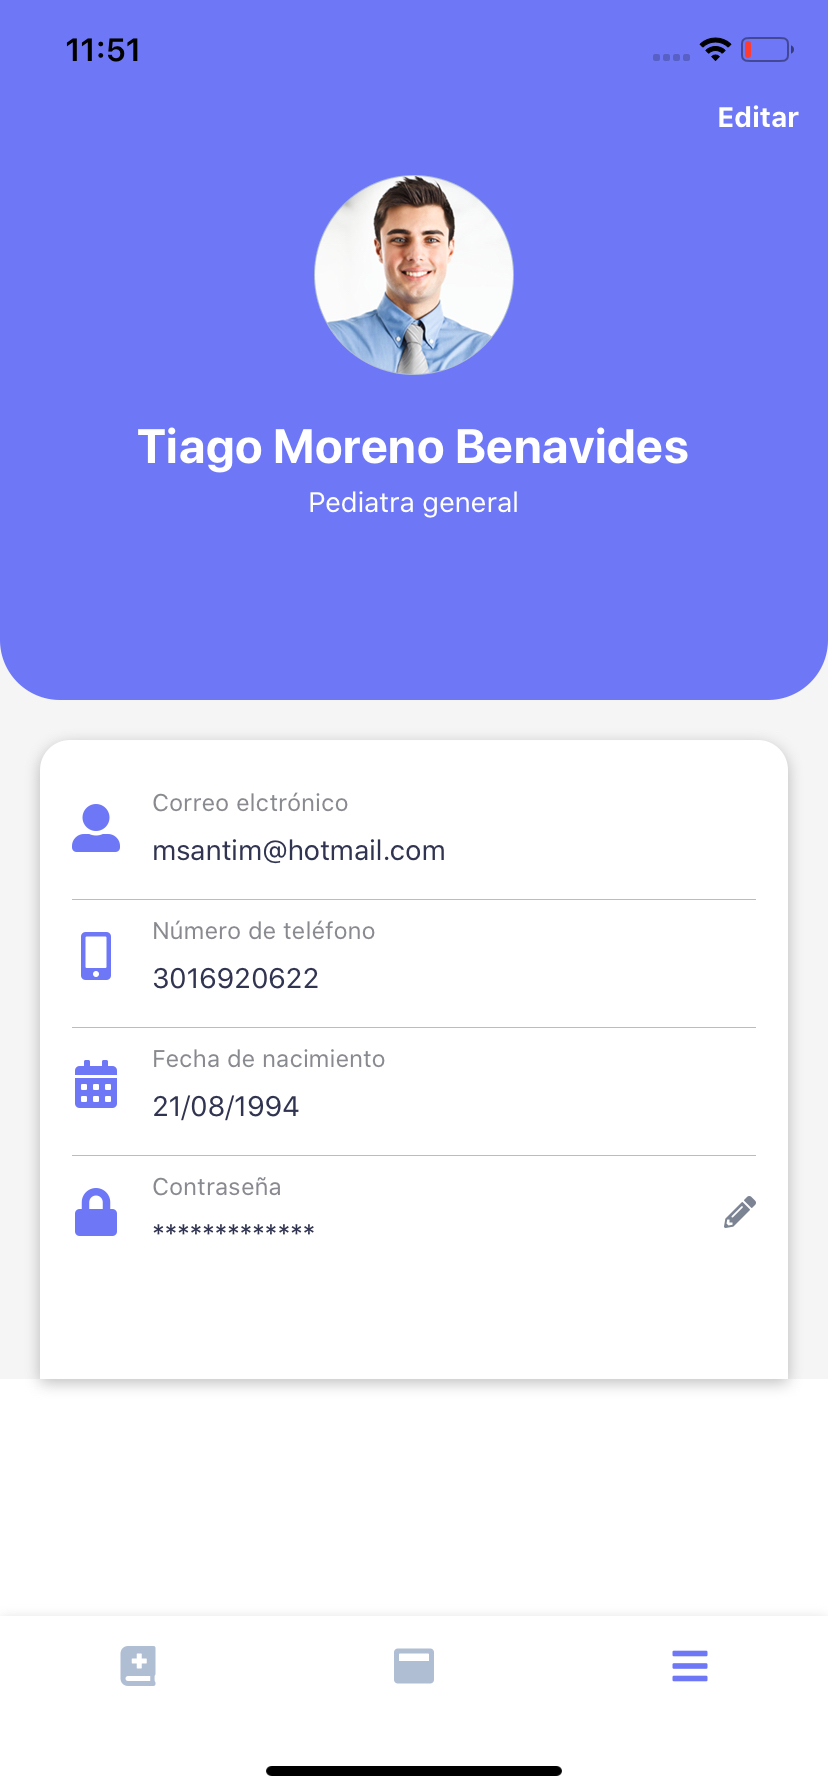 11:51
Editar
Tiago Moreno Benavides
Pediatra general
Correo elctrónico
msantim@hotmail.com
Número de teléfono
3016920622
Fecha de nacimiento
21/08/1994
Contraseña
*************